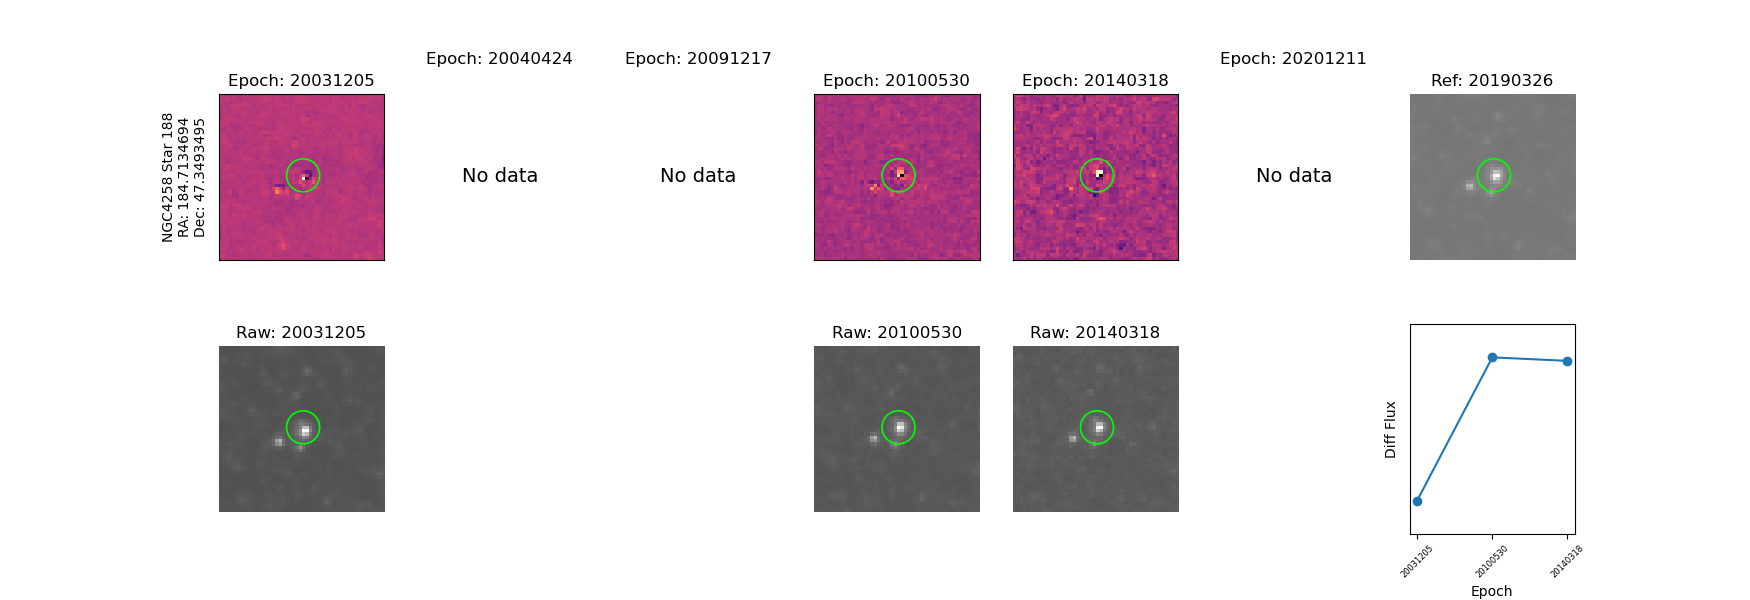 Epoch: 20040424
Epoch: 20091217
Epoch: 20201211
Epoch: 20031205
Epoch: 20100530
Epoch: 20140318
Ref: 20190326
NGC4258 Star 188
RA: 184.7134694
Dec: 47.3493495
No data
No data
No data
Raw: 20031205
Raw: 20100530
Raw: 20140318
Diff Flux
20031205
20100530
20140318
Epoch